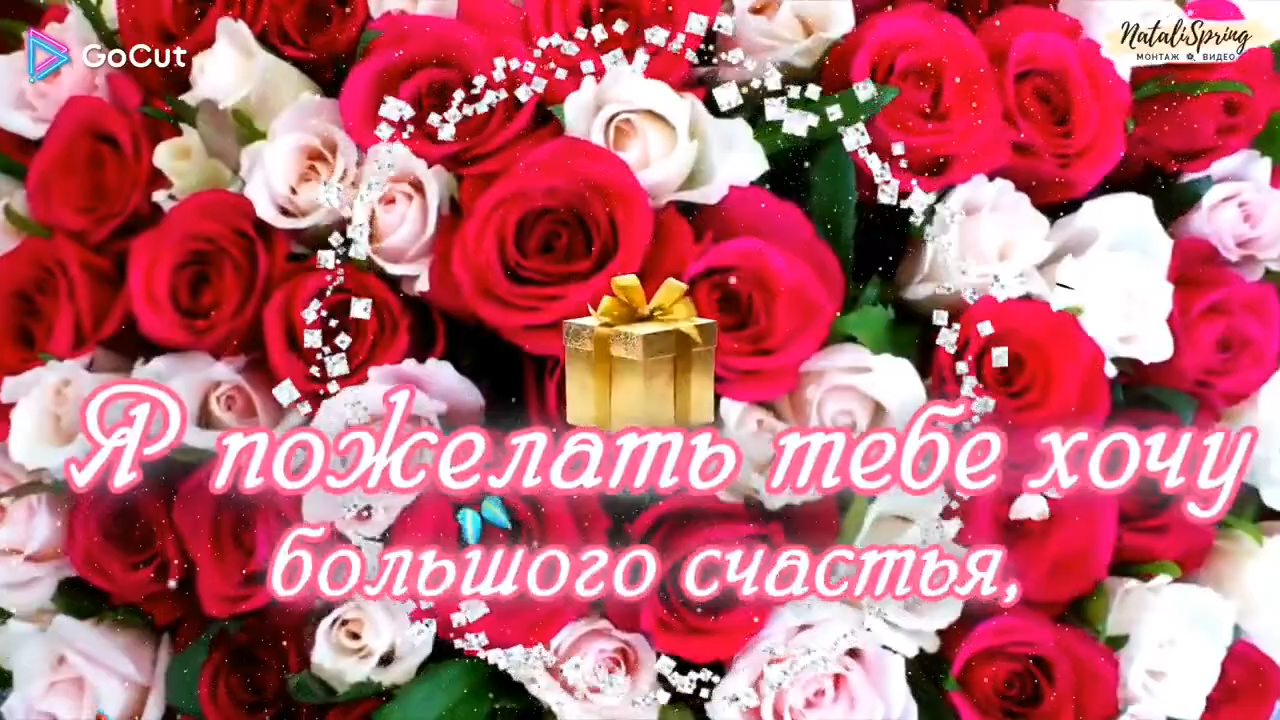 GoCut
NataliSpring
МОНТАЖ ВИДЕО
Я пожелать тебе хочу
большого счастья,